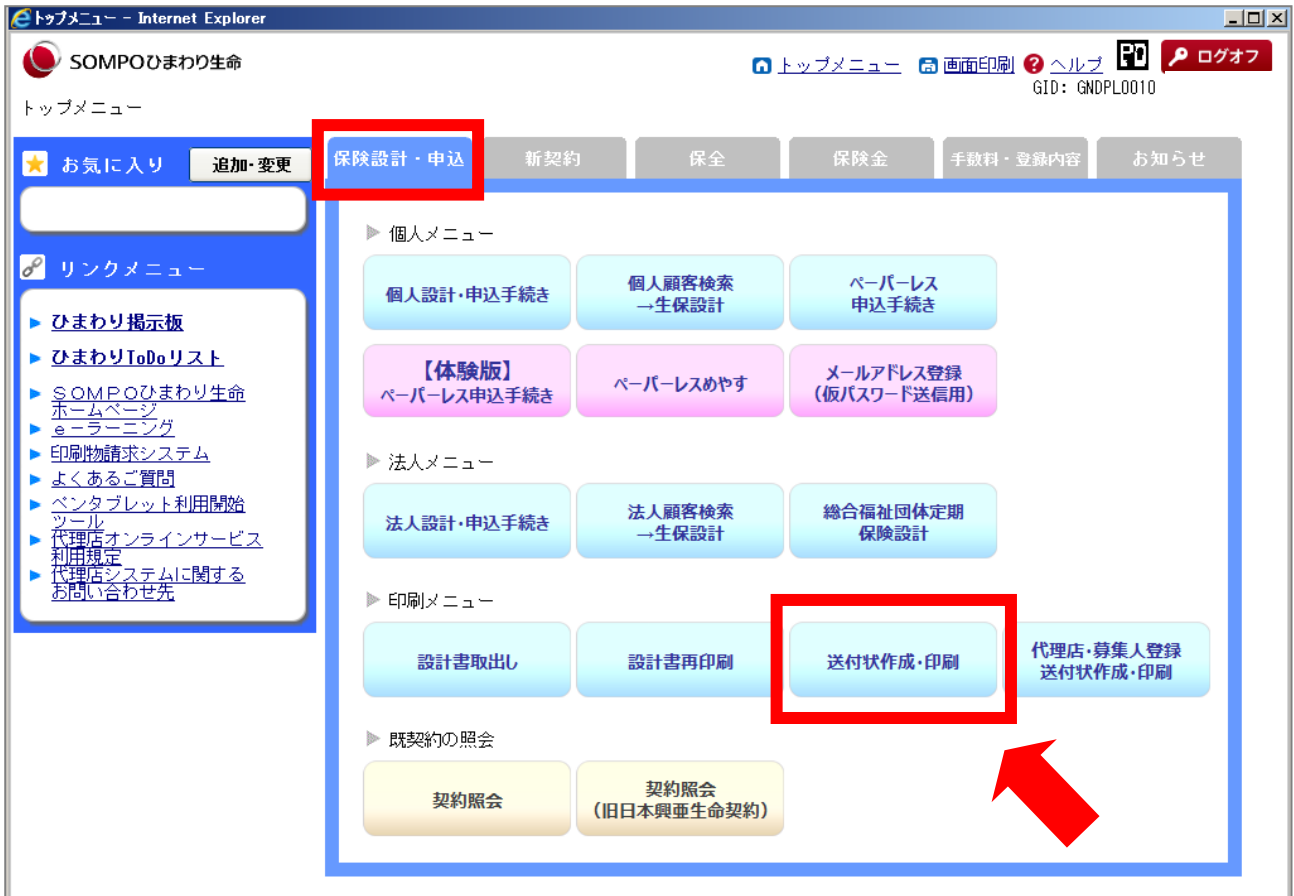 トップメニュー - Internet Explorer
SOMPOひまわり生命
トップメニュー 画面印刷 ヘルプ ログオフ
GID: GNDPL0010
トップメニュー
お気に入り 追加・変更
保険設計・申込 新契約 保全 保険金 手数料・登録内容 お知らせ
リンクメニュー
ひまわり掲示板
ひまわりToDoリスト
SOMPOひまわり生命
ホームページ
e-ラーニング
印刷物請求システム
よくあるご質問
ペンタブレット利用開始
ツール
代理店オンラインサービス
利用規定
代理店システムに関する
お問い合わせ先
個人メニュー
個人設計・申込手続き
個人顧客検索
→生保設計
ペーパーレス
申込手続き
【体験版】
ペーパーレス申込手続き
ペーパーレスめやす
メールアドレス登録
（仮パスワード送信用）
法人メニュー
法人設計・申込手続き
法人顧客検索
→生保設計
総合福祉団体定期
保険設計
印刷メニュー
設計書取出し
設計書再印刷
送付状作成・印刷
代理店・募集人登録
送付状作成・印刷
既契約の照会
契約照会
契約照会
（旧日本興亜生命契約）